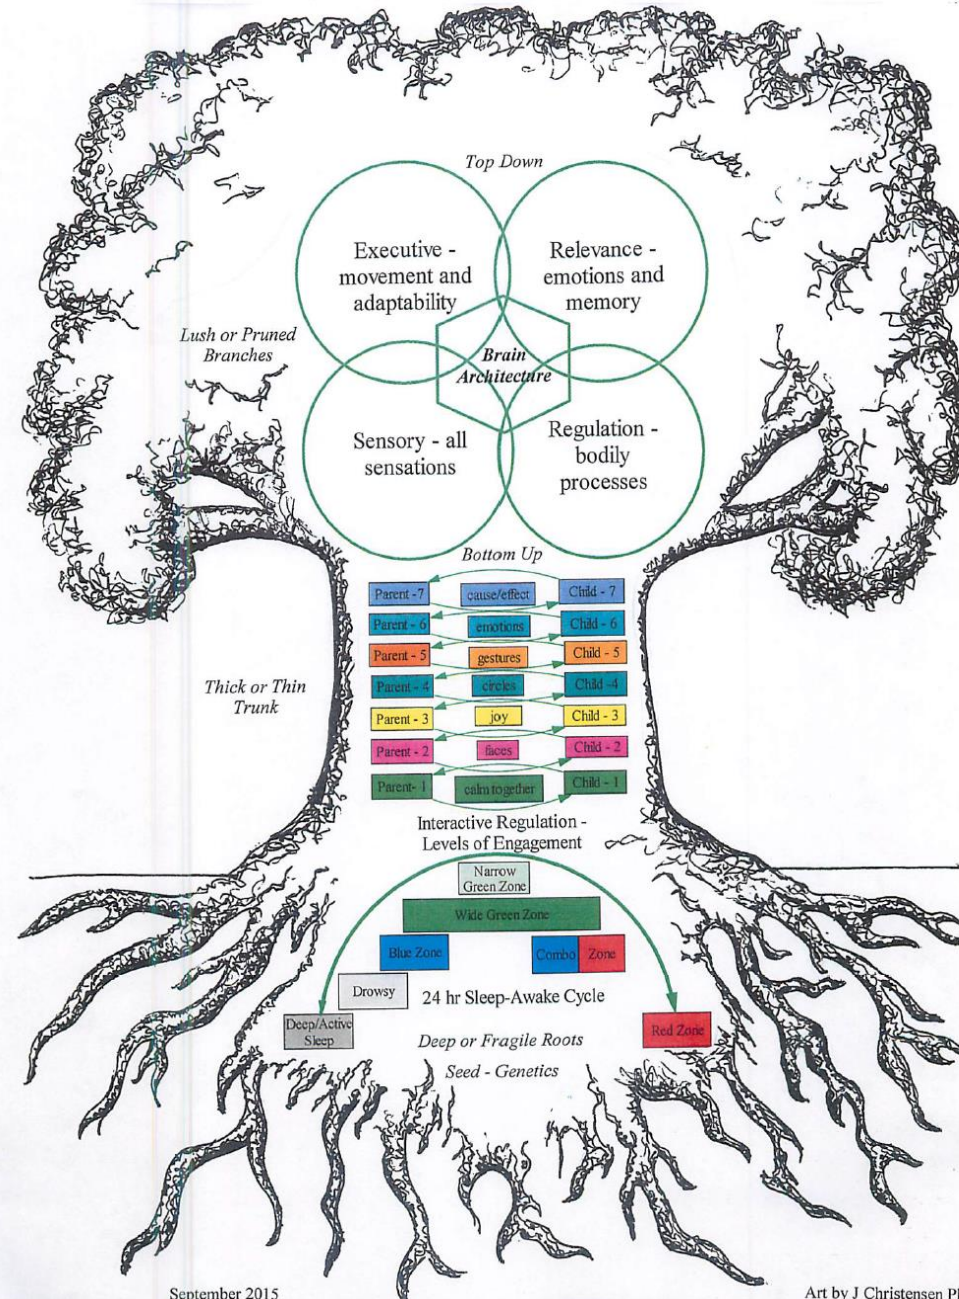 Top Down
Executive -
movement and
adaptability
Relevance -
emotions and
memory
Lush or Pruned
Branches
Brain
Architecture
Sensory - all
sensations
Regulation -
bodily
processes
Bottom Up
Parent -7 cause/effect Child - 7
Parent - 6 emotions Child - 6
Parent - 5 gestures Child - 5
Parent - 4 circles Child -4
Parent - 3 joy Child - 3
Parent - 2 faces Child - 2
Parent- 1 calm together Child - 1
Thick or Thin
Trunk
Interactive Regulation -
Levels of Engagement
Narrow
Green Zone
Wide Green Zone
Blue Zone Combo Zone
Drowsy 24 hr Sleep-Awake Cycle
Deep/Active
Sleep
Red Zone
Deep or Fragile Roots
Seed - Genetics
September 2015 Art by J Christensen